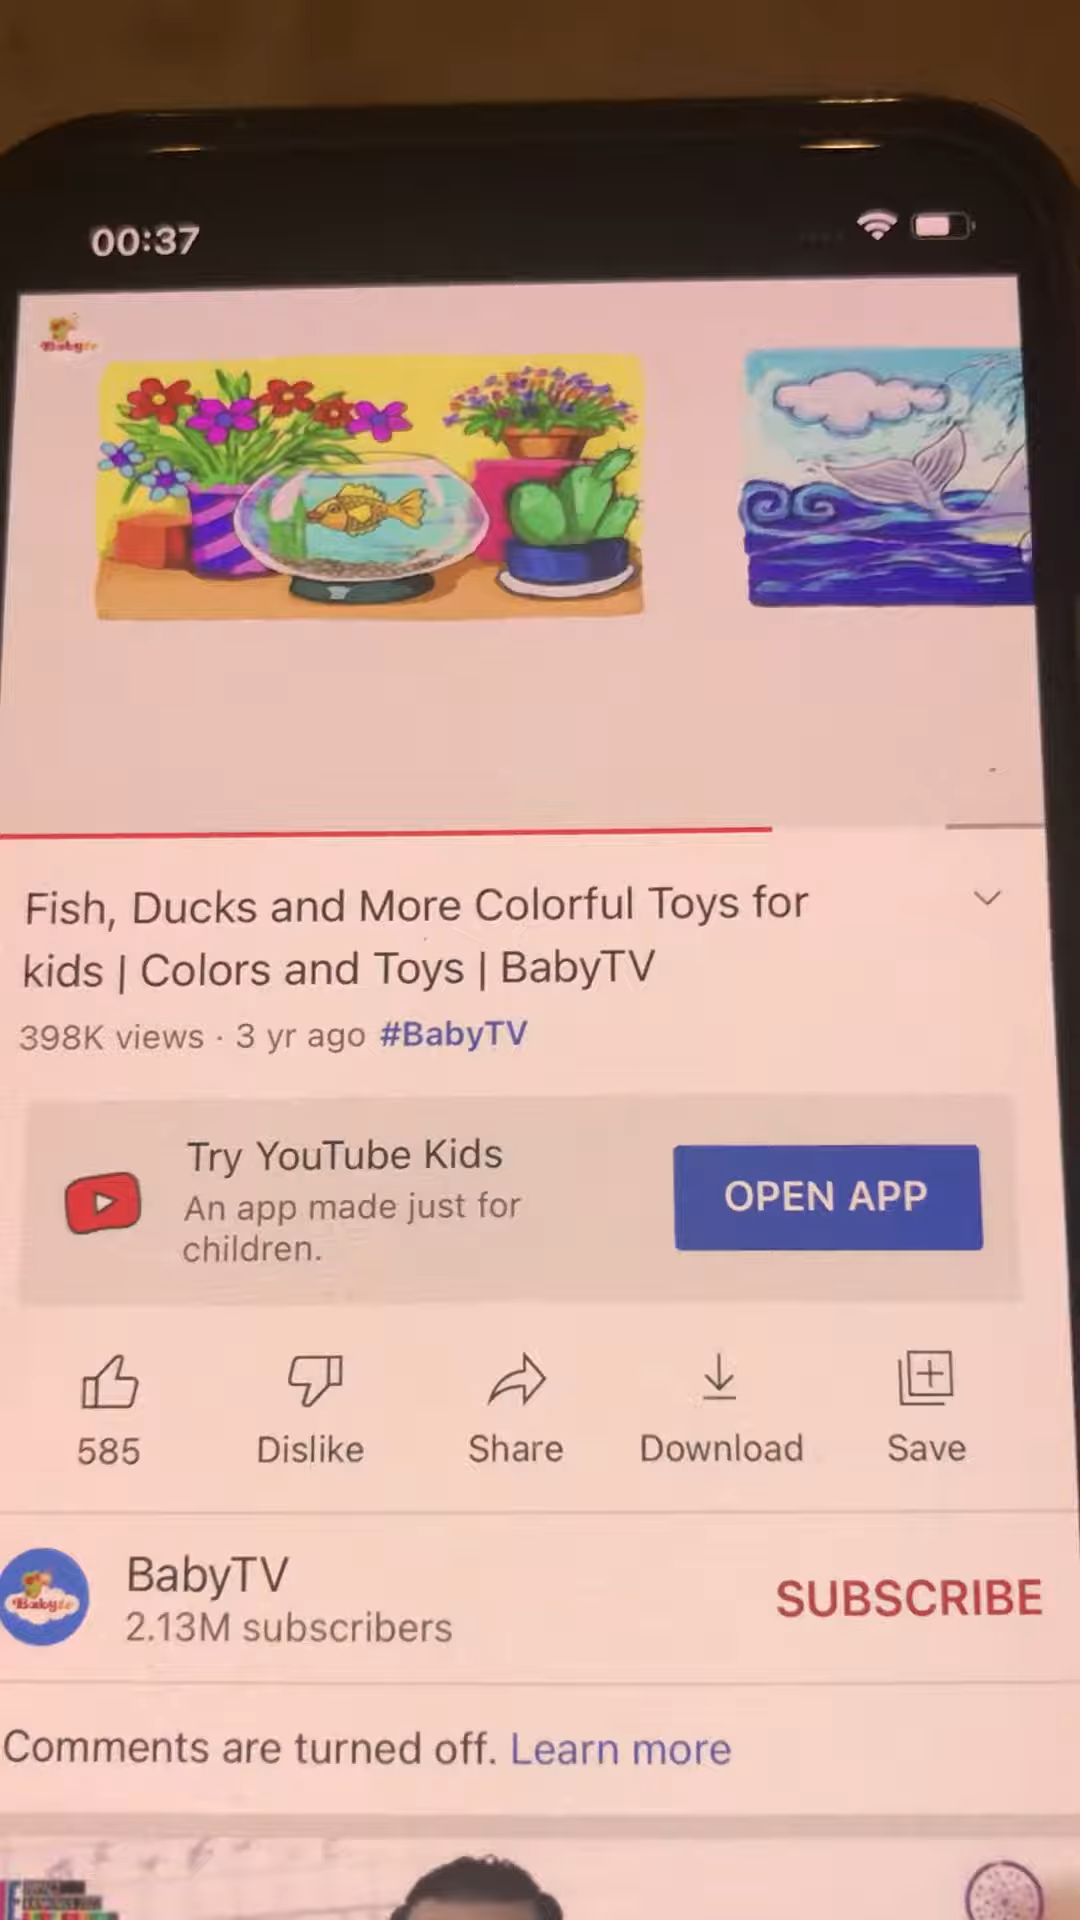 00:37
Babytv
Fish, Ducks and More Colorful Toys for
kids | Colors and Toys | BabyTV
398K views · 3 yr ago #BabyTV
Try YouTube Kids
An app made just for
children.
OPEN APP
585
Dislike
Share
Download
Save
Babytv
BabyTV
2.13M subscribers
SUBSCRIBE
Comments are turned off. Learn more